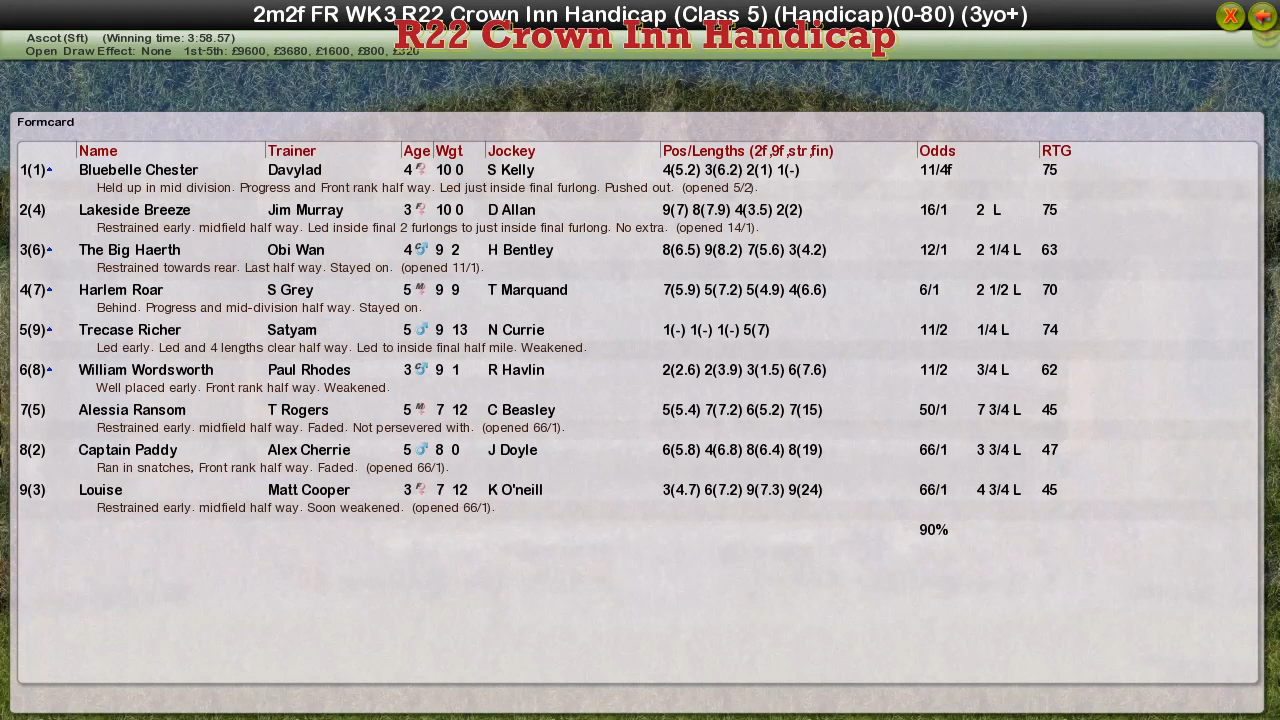 2m2f FR WK3 R22 Crown Inn Handicap (Class 5) (Handicap)(0-80) (3yo+)
R22 Crown Inn Handicap
Ascot(Sft) (Winning time: 3:58.57)
Open Draw Effect: None 1st-5th: £9600, £3680, £1600, £800, £320
Formcard
Name Trainer Age Wgt Jockey Pos/Lengths (2f,9f,str,fin) Odds RTG
1(1) Bluebelle Chester Davylad 4 F 10 0 S Kelly 4(5.2) 3(6.2) 2(1) 1(-) 11/4f 75
Held up in mid division. Progress and Front rank half way. Led just inside final furlong. Pushed out. (opened 5/2).
2(4) Lakeside Breeze Jim Murray 3 F 10 0 D Allan 9(7) 8(7.9) 4(3.5) 2(2) 16/1 2 L 75
Restrained early. midfield half way. Led inside final 2 furlongs to just inside final furlong. No extra. (opened 14/1).
3(6) The Big Haerth Obi Wan 4 9 2 H Bentley 8(6.5) 9(8.2) 7(5.6) 3(4.2) 12/1 2 1/4 L 63
Restrained towards rear. Last half way. Stayed on. (opened 11/1).
4(7) Harlem Roar S Grey 5 M 9 9 T Marquand 7(5.9) 5(7.2) 5(4.9) 4(6.6) 6/1 2 1/2 L 70
Behind. Progress and mid-division half way. Stayed on.
5(9) Trecase Richer Satyam 5 9 13 N Currie 1(-) 1(-) 1(-) 5(7) 11/2 1/4 L 74
Led early. Led and 4 lengths clear half way. Led to inside final half mile. Weakened.
6(8) William Wordsworth Paul Rhodes 3 9 1 R Havlin 2(2.6) 2(3.9) 3(1.5) 6(7.6) 11/2 3/4 L 62
Well placed early. Front rank half way. Weakened.
7(5) Alessia Ransom T Rogers 5 M 7 12 C Beasley 5(5.4) 7(7.2) 6(5.2) 7(15) 50/1 7 3/4 L 45
Restrained early. midfield half way. Faded. Not persevered with. (opened 66/1).
8(2) Captain Paddy Alex Cherrie 5 8 0 J Doyle 6(5.8) 4(6.8) 8(6.4) 8(19) 66/1 3 3/4 L 47
Ran in snatches, Front rank half way. Faded. (opened 66/1).
9(3) Louise Matt Cooper 3 F 7 12 K O'neill 3(4.7) 6(7.2) 9(7.3) 9(24) 66/1 4 3/4 L 45
Restrained early. midfield half way. Soon weakened. (opened 66/1).
90%